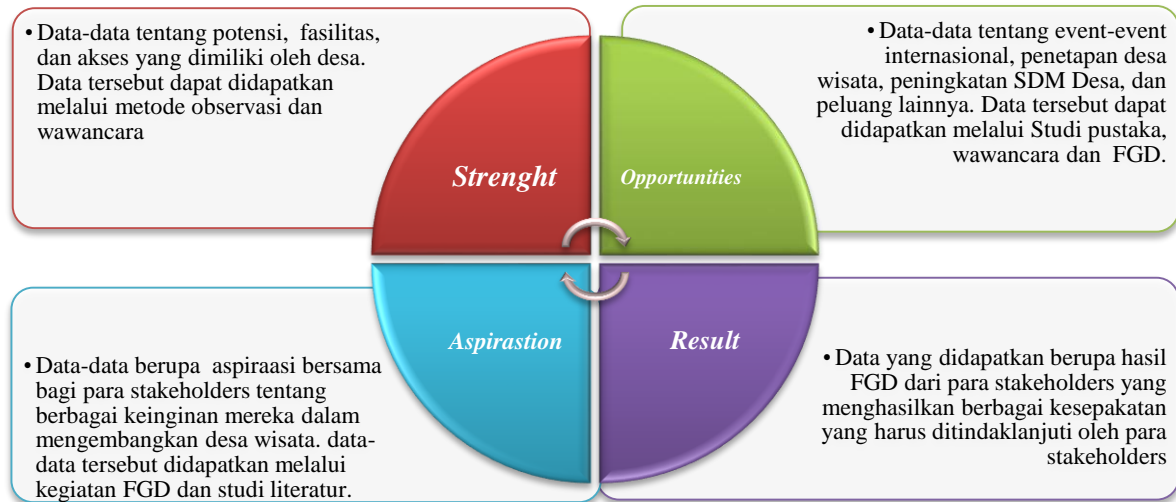 • Data-data tentang potensi, fasilitas,
dan akses yang dimiliki oleh desa.
Data tersebut dapat didapatkan
melalui metode observasi dan
wawancara
• Data-data tentang event-event
internasional, penetapan desa
wisata, peningkatan SDM Desa, dan
peluang lainnya. Data tersebut dapat
didapatkan melalui Studi pustaka,
wawancara dan FGD.
Strenght
Opportunities
Aspirastion
Result
• Data-data berupa aspiraasi bersama
bagi para stakeholders tentang
berbagai keinginan mereka dalam
mengembangkan desa wisata. data-
data tersebut didapatkan melalui
kegiatan FGD dan studi literatur.
• Data yang didapatkan berupa hasil
FGD dari para stakeholders yang
menghasilkan berbagai kesepakatan
yang harus ditindaklanjuti oleh para
stakeholders